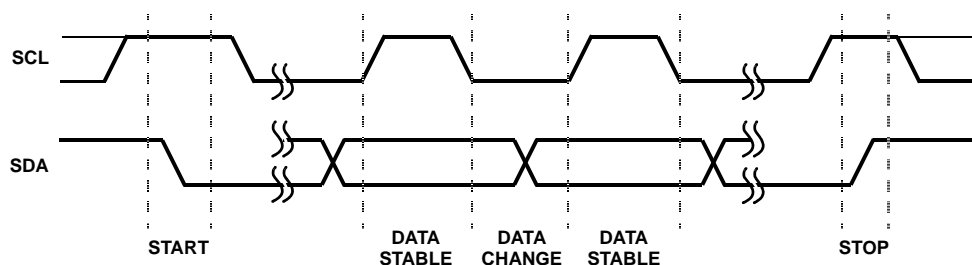 SCL
SDA
START
DATA STABLE
DATA CHANGE
DATA STABLE
STOP